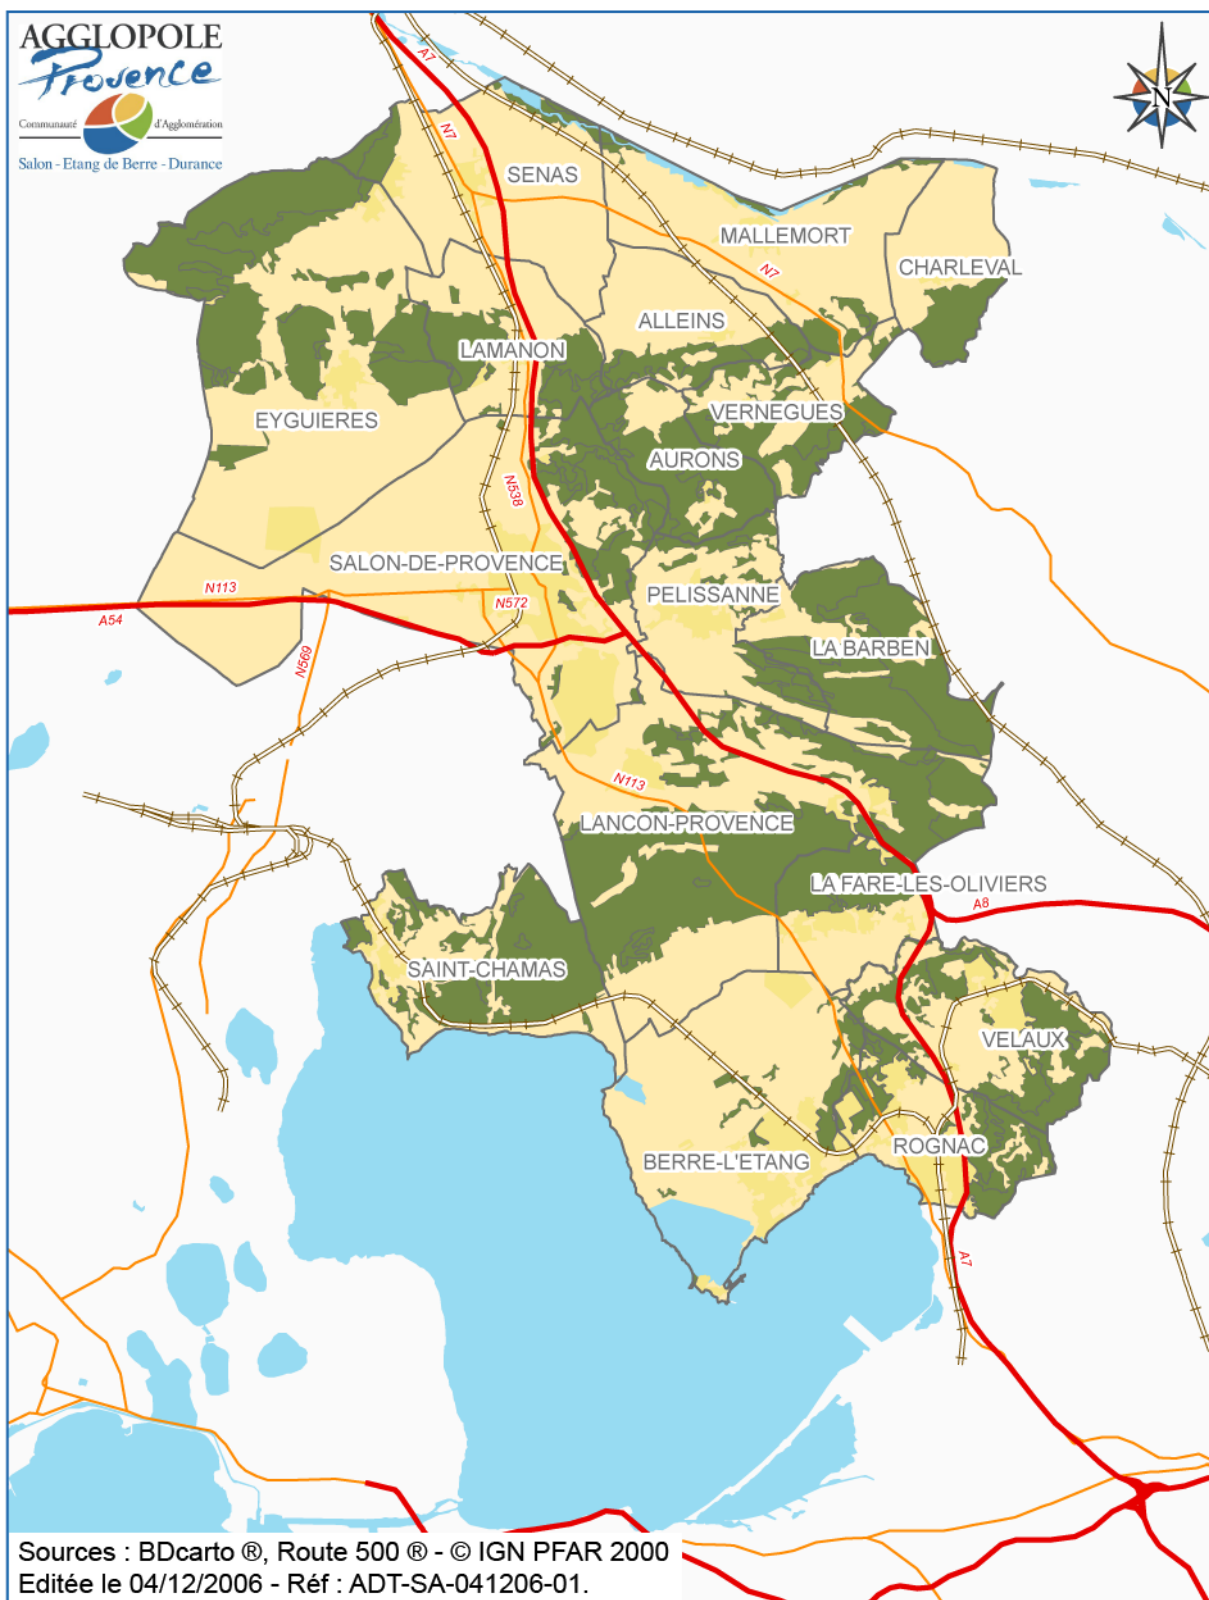 AGGLOPOLE
Provence
Communauté d'Agglomération
Salon - Etang de Berre - Durance
N
A7
N7
SENAS
MALLEMORT
N7
CHARLEVAL
ALLEINS
LAMANON
EYGUIERES
VERNEGUES
AURONS
N538
SALON-DE-PROVENCE
N113
N572
PELISSANNE
A54
N569
LA BARBEN
N113
LANCON-PROVENCE
LA FARE-LES-OLIVIERS
A8
SAINT-CHAMAS
VELAUX
ROGNAC
BERRE-L'ETANG
A7
Sources : BDcarto ®, Route 500 ® - © IGN PFAR 2000
Editée le 04/12/2006 - Réf : ADT-SA-041206-01.